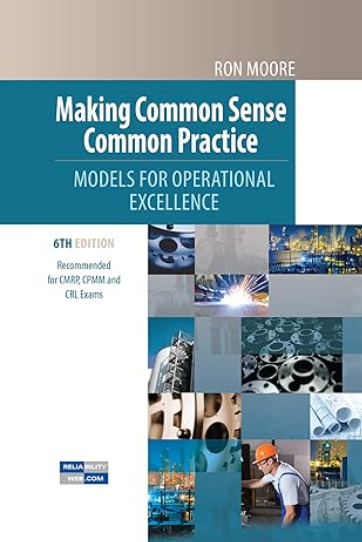 RON MOORE
Making Common Sense
Common Practice
MODELS FOR OPERATIONAL
EXCELLENCE
6TH EDITION
Recommended
for CMRP, CPMM and
CRL Exams
RELIABILITY
WEB.COM